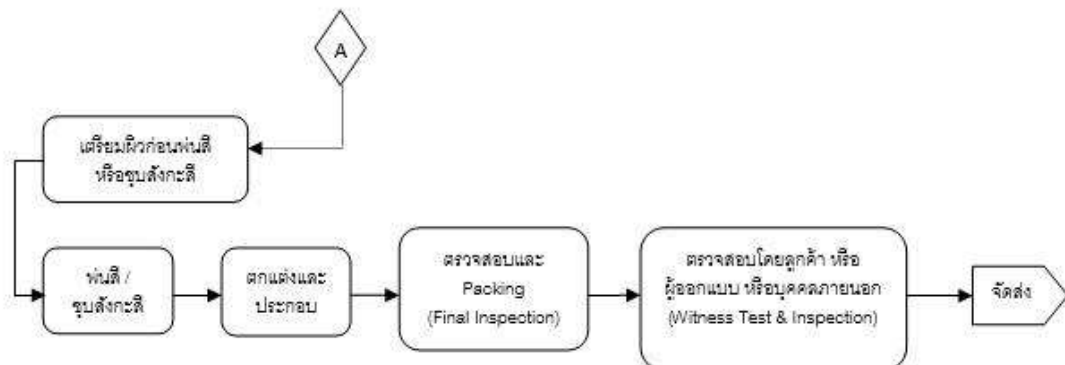 A
เตรียมผิวก่อนพ่นสี
หรือชุบสังกะสี
พ่นสี /
ชุบสังกะสี
ตกแต่งและ
ประกอบ
ตรวจสอบและ
Packing
(Final Inspection)
ตรวจสอบโดยลูกค้า หรือ
ผู้ออกแบบ หรือบุคคลภายนอก
(Witness Test & Inspection)
จัดส่ง